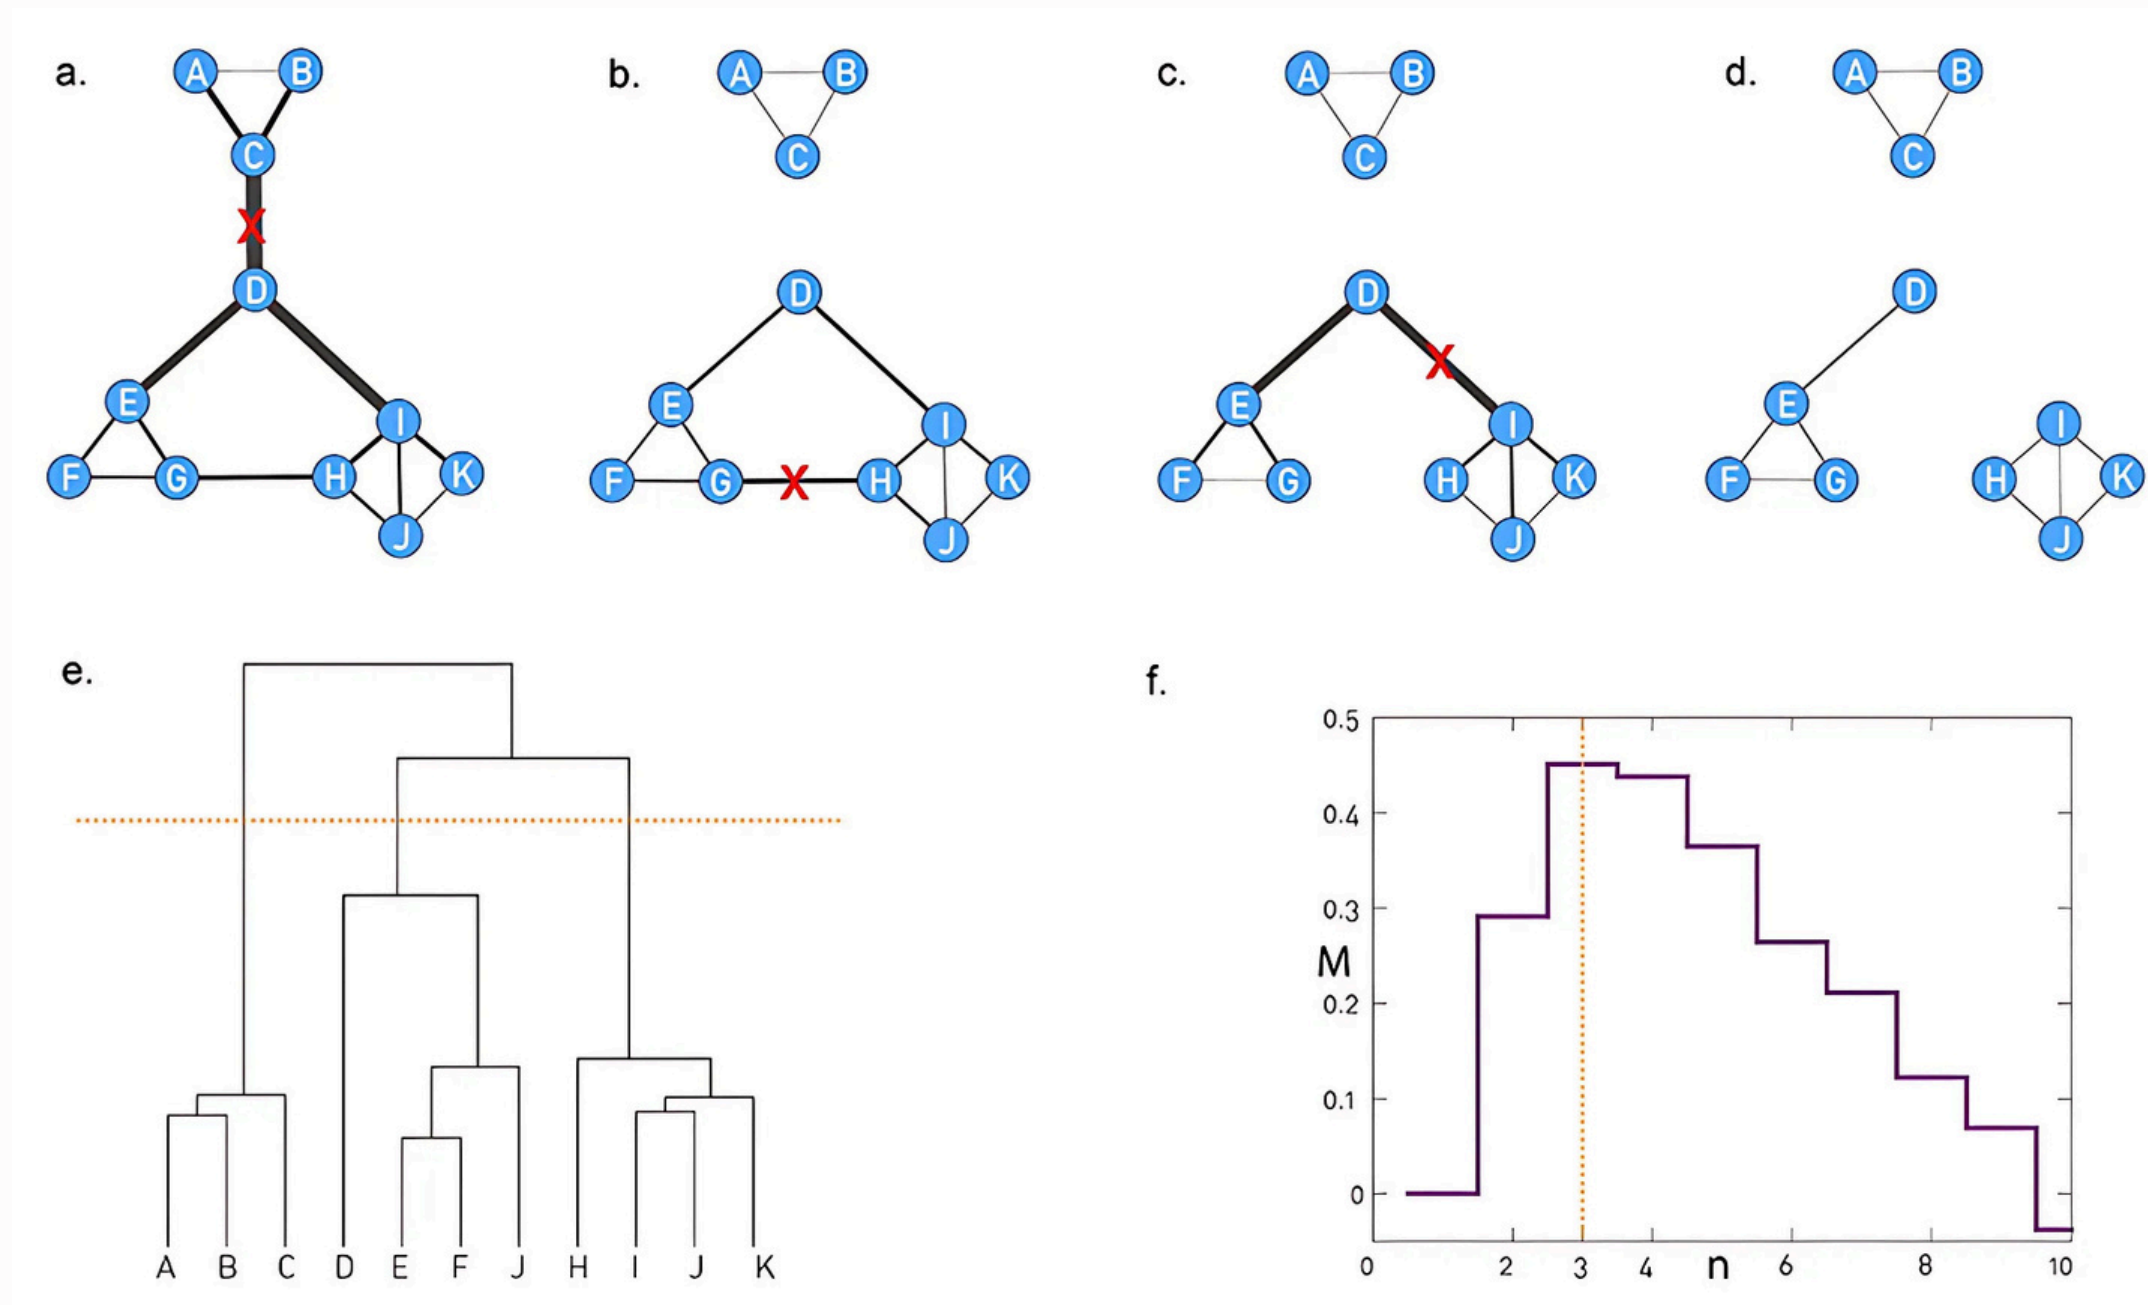 a.
A B
C
X
D
E
I
F G H K
J
b.
A B
C
D
E
I
F G X H K
J
c.
A B
C
D
X
E
I
F G H K
J
d.
A B
C
D
E
I
F G H K
J
e.
A B C D E F J H I J K
f.
0.5
0.4
0.3
M
0.2
0.1
0
0 2 3 4 n 6 8 10